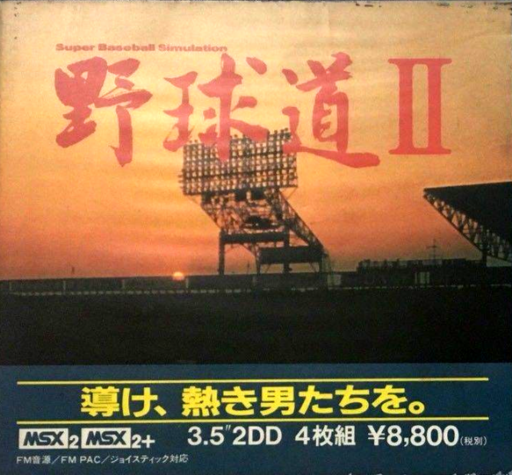 Super Baseball Simulation
野球道 II
導け、熱き男たちを。
MSX2 MSX2+ 3.5"2DD 4枚組 ¥8,800(税別)
FM音源/FM PAC/ジョイスティック対応